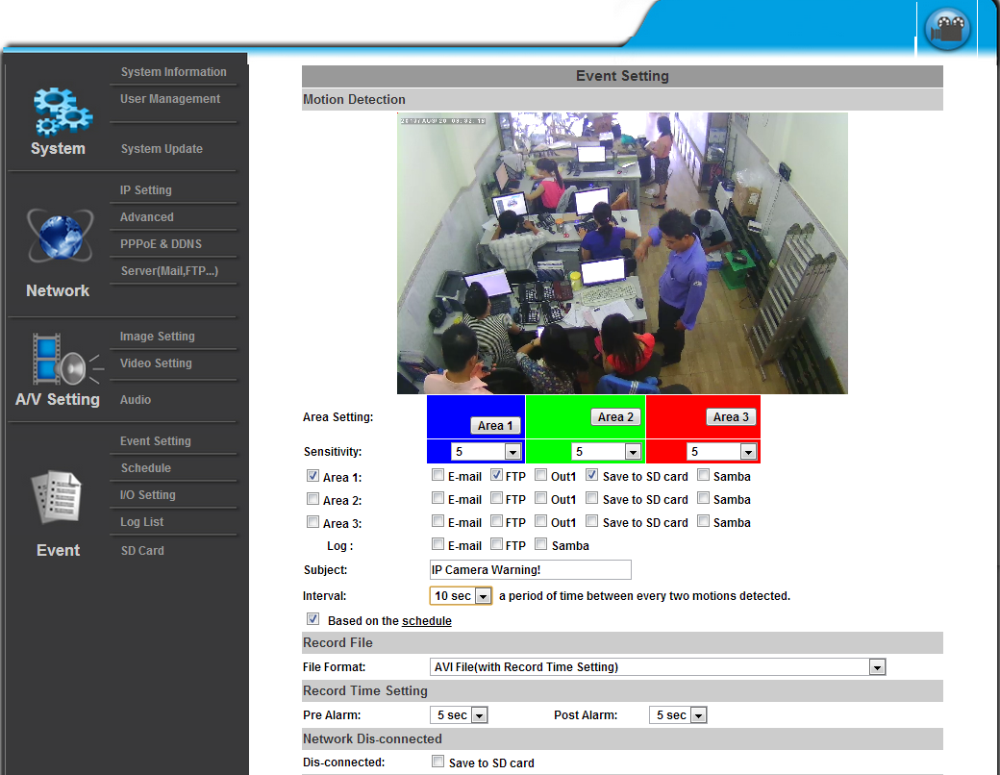 System Information
User Management
System
System Update
IP Setting
Advanced
PPPoE & DDNS
Server(Mail,FTP...)
Network
Image Setting
Video Setting
A/V Setting
Audio
Event Setting
Schedule
I/O Setting
Log List
Event
SD Card
Event Setting
Motion Detection
Area Setting: Area 1 Area 2 Area 3
Sensitivity: 5 5 5
Area 1: E-mail FTP Out1 Save to SD card Samba
Area 2: E-mail FTP Out1 Save to SD card Samba
Area 3: E-mail FTP Out1 Save to SD card Samba
Log : E-mail FTP Samba
Subject: IP Camera Warning!
Interval: 10 sec a period of time between every two motions detected.
Based on the schedule
Record File
File Format: AVI File(with Record Time Setting)
Record Time Setting
Pre Alarm: 5 sec Post Alarm: 5 sec
Network Dis-connected
Dis-connected: Save to SD card